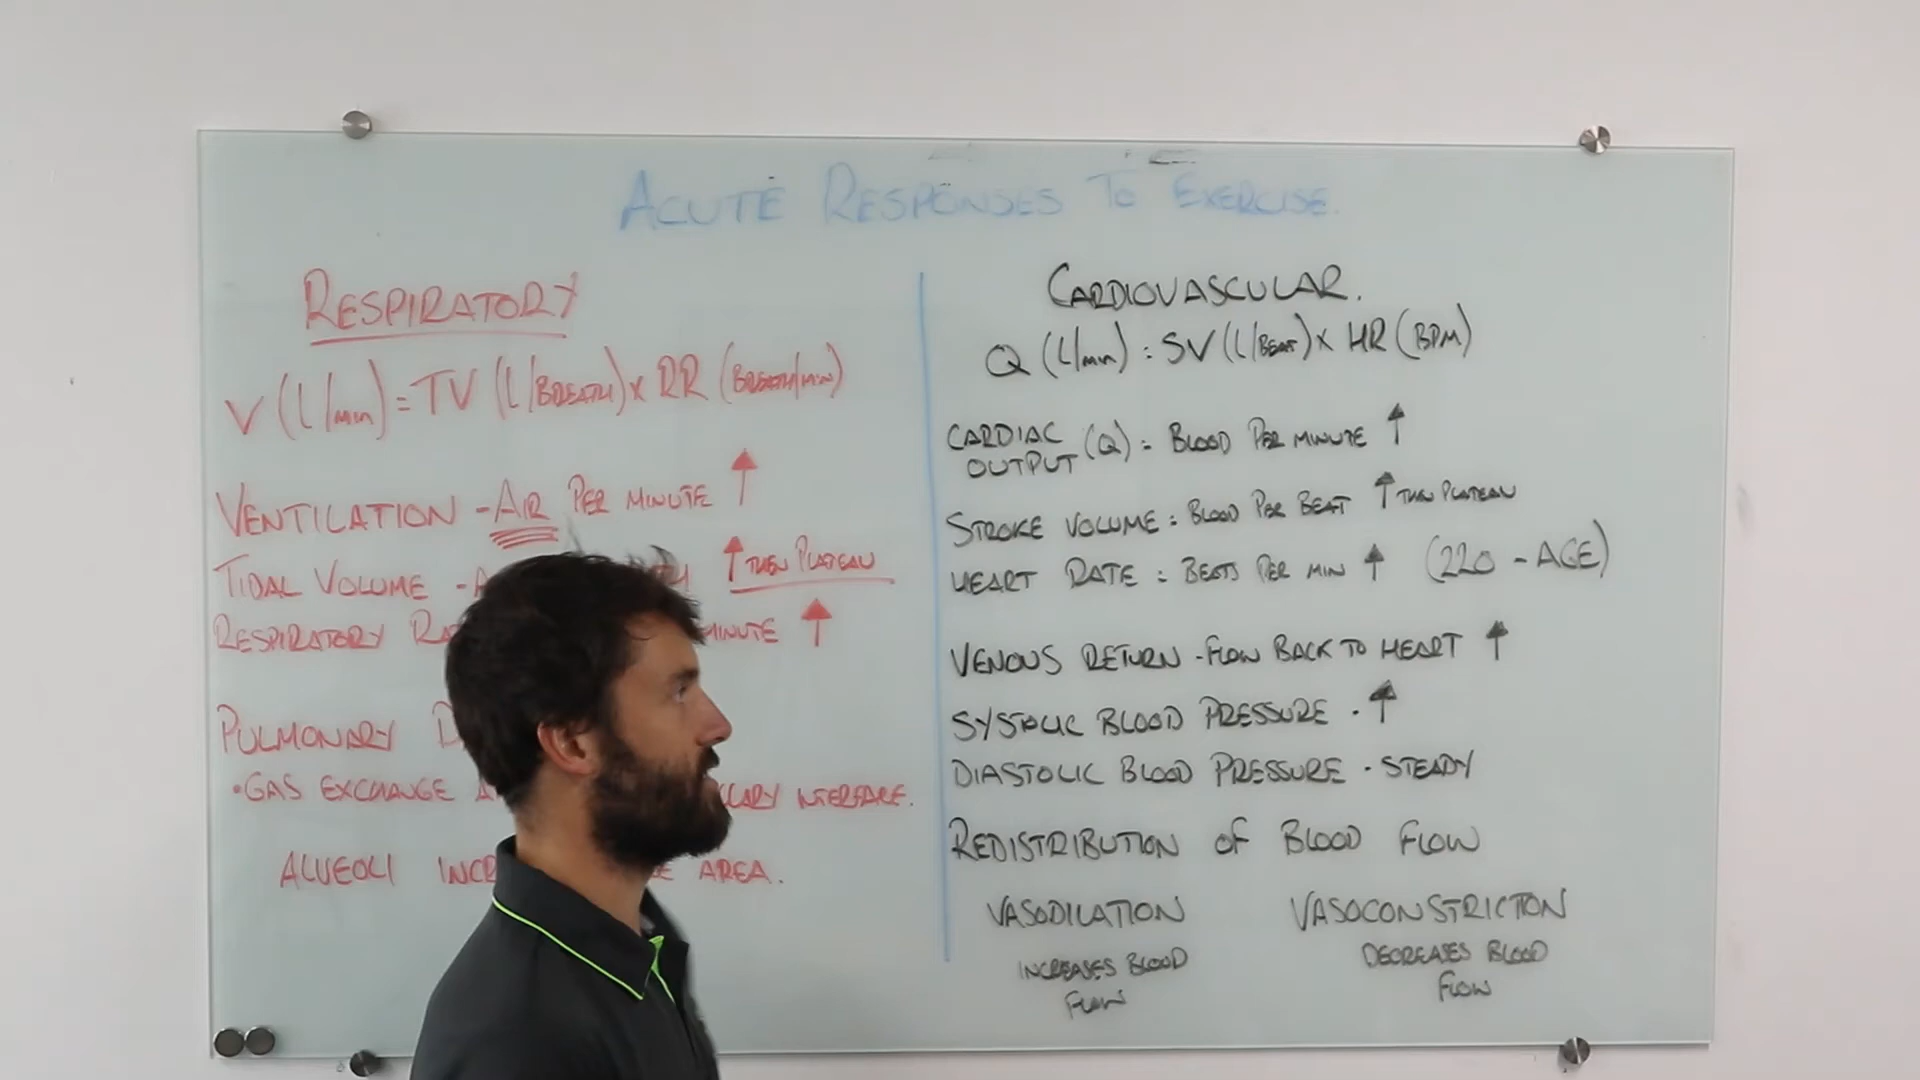 ACUTE RESPONSES TO EXERCISE.
RESPIRATORY
V (L/min) = TV (L/BREATH) x RR (BREATH/MIN)
VENTILATION - AIR PER MINUTE ↑
TIDAL VOLUME - ↑ THEN PLATEAU
RESPIRATORY MINUTE ↑
PULMONARY
• GAS EXCHANGE INTERFACE.
ALVEOLI AREA.
CARDIOVASCULAR.
Q (L/min) = SV (L/BEAT) x HR (BPM)
CARDIAC OUTPUT (Q) = BLOOD PER MINUTE ↑
STROKE VOLUME = BLOOD PER BEAT ↑ THEN PLATEAU
HEART RATE = BEATS PER MIN ↑ (220 - AGE)
VENOUS RETURN - FLOW BACK TO HEART ↑
SYSTOLIC BLOOD PRESSURE • ↑
DIASTOLIC BLOOD PRESSURE • STEADY
REDISTRIBUTION OF BLOOD FLOW
VASODILATION
INCREASES BLOOD
FLOW
VASOCONSTRICTION
DECREASES BLOOD
FLOW